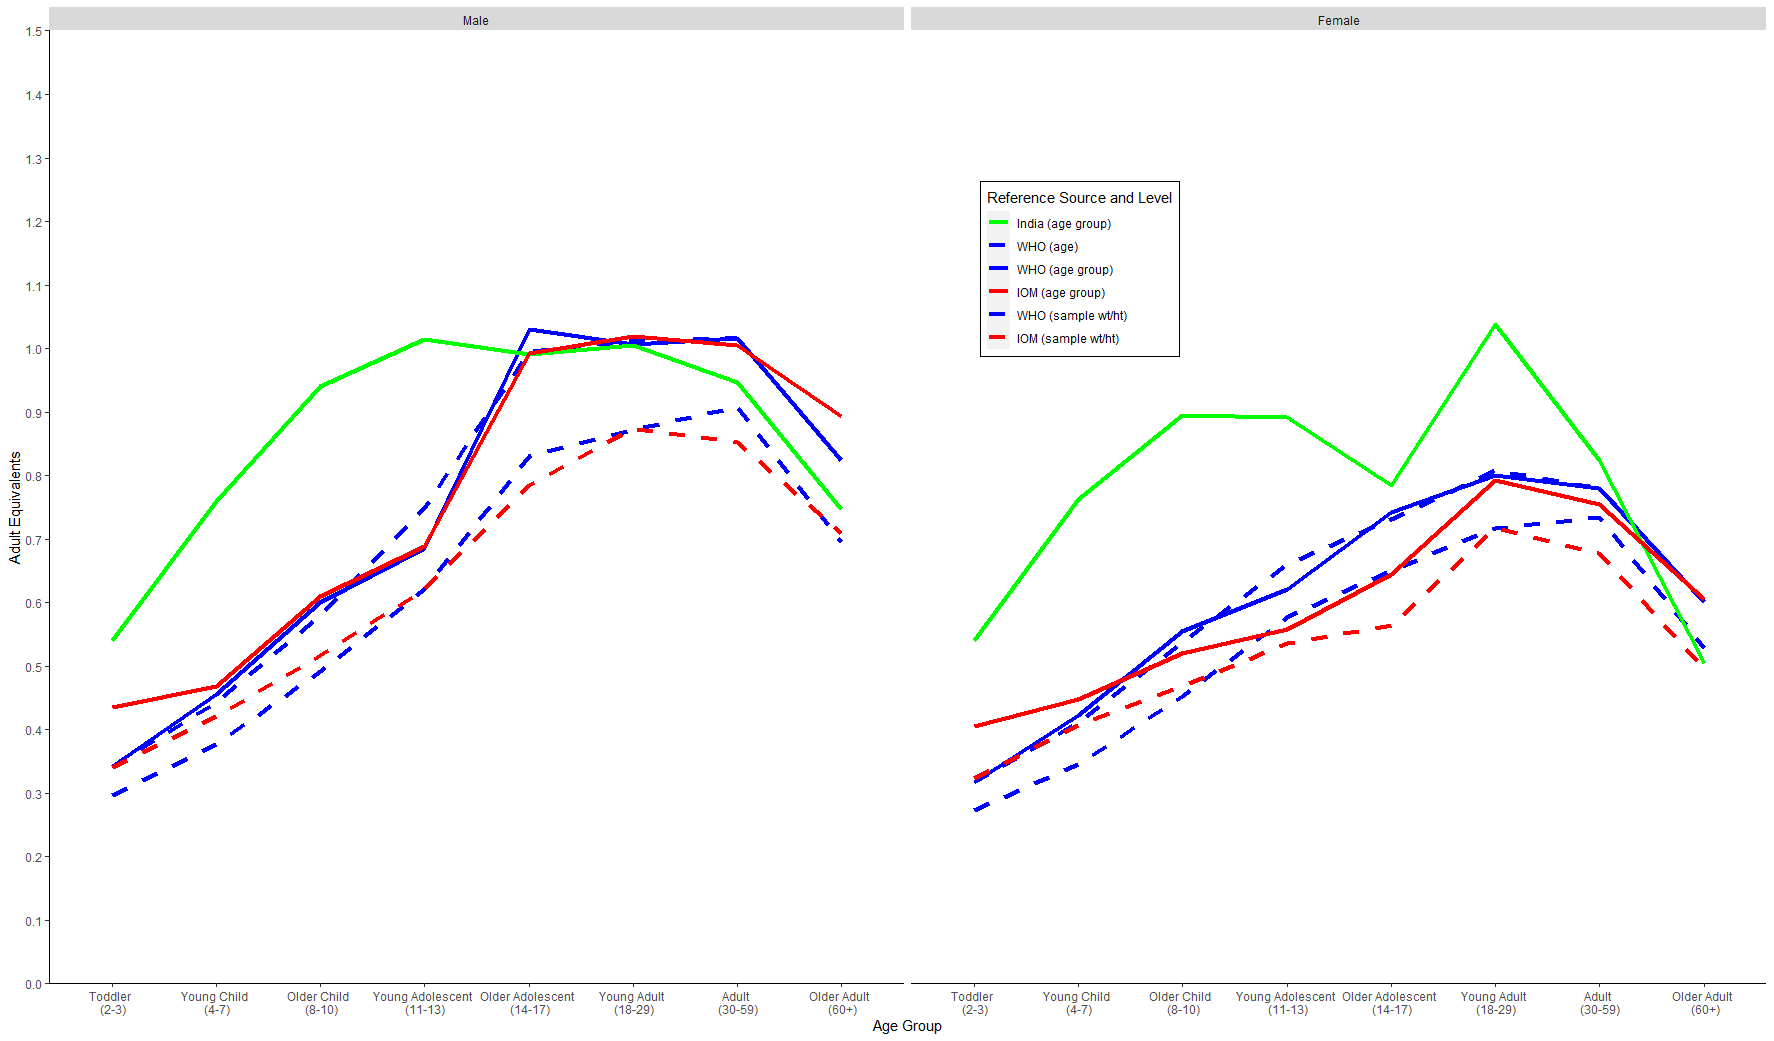 Male
Female
Adult Equivalents
1.5
1.4
1.3
1.2
1.1
1.0
0.9
0.8
0.7
0.6
0.5
0.4
0.3
0.2
0.1
0.0
Reference Source and Level
India (age group)
WHO (age)
WHO (age group)
IOM (age group)
WHO (sample wt/ht)
IOM (sample wt/ht)
Toddler
(2-3)
Young Child
(4-7)
Older Child
(8-10)
Young Adolescent
(11-13)
Older Adolescent
(14-17)
Young Adult
(18-29)
Adult
(30-59)
Older Adult
(60+)
Toddler
(2-3)
Young Child
(4-7)
Older Child
(8-10)
Young Adolescent
(11-13)
Older Adolescent
(14-17)
Young Adult
(18-29)
Adult
(30-59)
Older Adult
(60+)
Age Group